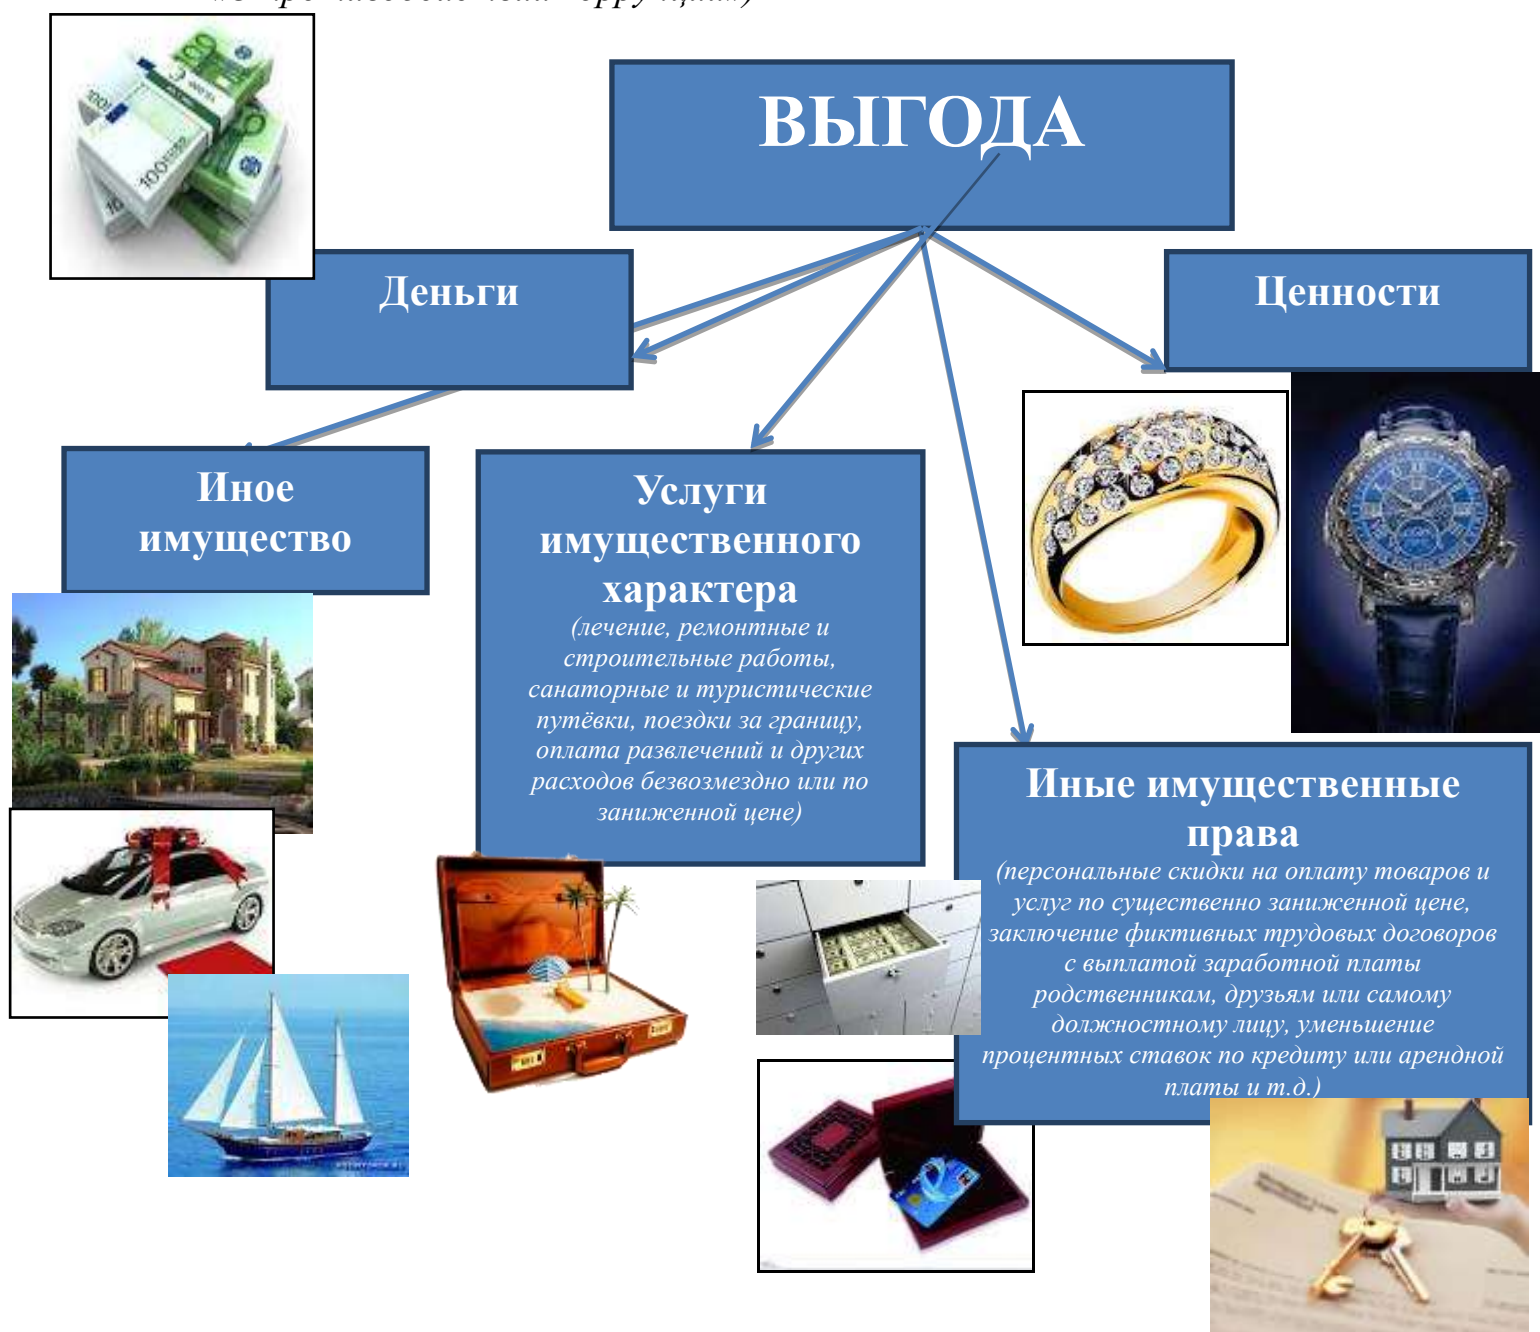 ВЫГОДА
Деньги
Ценности
Иное
имущество
Услуги
имущественного
характера
(лечение, ремонтные и
строительные работы,
санаторные и туристические
путёвки, поездки за границу,
оплата развлечений и других
расходов безвозмездно или по
заниженной цене)
Иные имущественные
права
(персональные скидки на оплату товаров и
услуг по существенно заниженной цене,
заключение фиктивных трудовых договоров
с выплатой заработной платы
родственникам, друзьям или самому
должностному лицу, уменьшение
процентных ставок по кредиту или арендной
платы и т.д.)
100
100